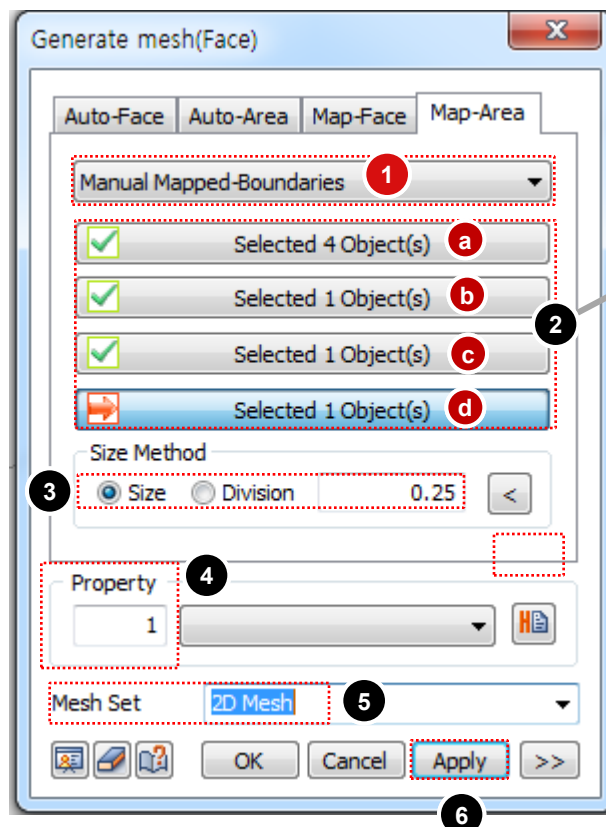 Generate mesh(Face)
Auto-Face Auto-Area Map-Face Map-Area
Manual Mapped-Boundaries 1
Selected 4 Object(s) a
Selected 1 Object(s) b
2
Selected 1 Object(s) c
Selected 1 Object(s) d
Size Method
3 Size Division 0.25 <
Property 4
1 H
Mesh Set 2D Mesh 5
OK Cancel Apply >>
6